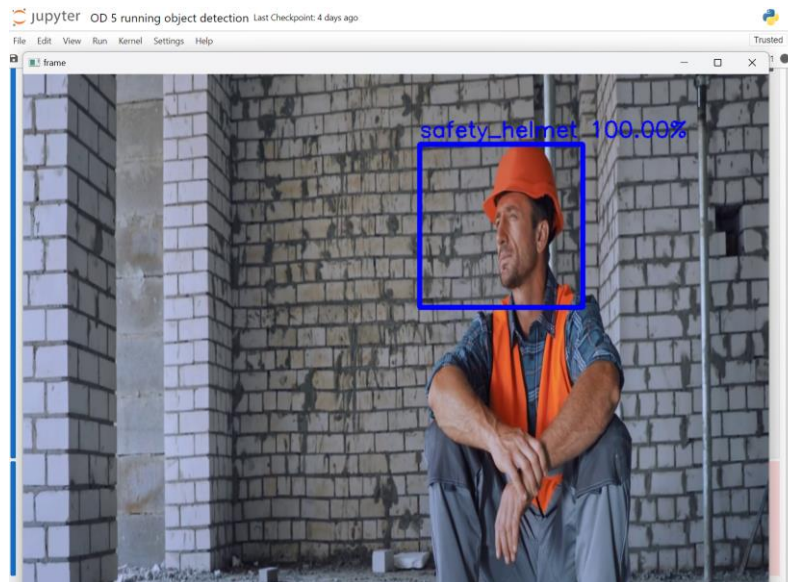 jupyter OD 5 running object detection Last Checkpoint: 4 days ago
File Edit View Run Kernel Settings Help Trusted
frame
safety_helmet 100.00%